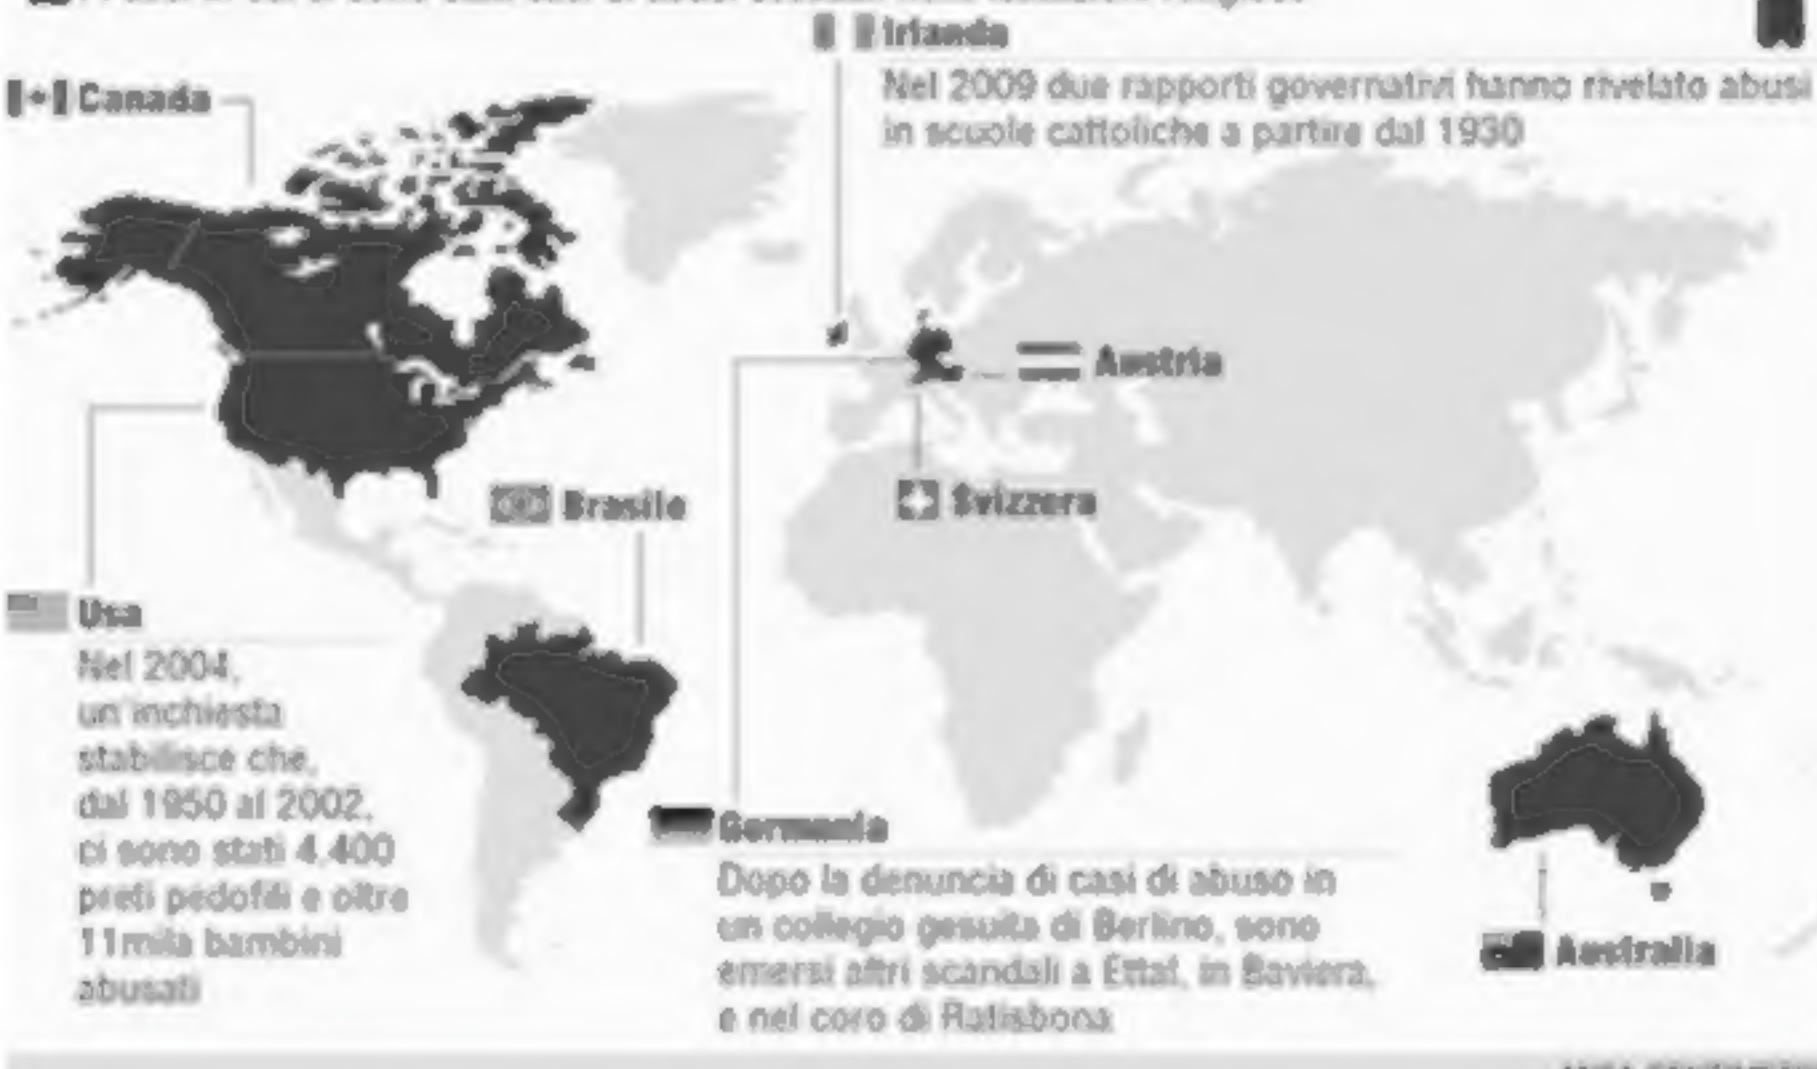 Irlanda
Nel 2009 due rapporti governativi hanno rivelato abusi
in scuole cattoliche a partire dal 1930
Canada
Austria
Svizzera
Brasile
Usa
Nel 2004,
un'inchiesta
stabilisce che,
dal 1950 al 2002,
ci sono stati 4.400
preti pedofili e oltre
11mila bambini
abusati
Germania
Dopo la denuncia di casi di abuso in
un collegio gesuita di Berlino, sono
emersi altri scandali a Ettal, in Baviera,
e nel coro di Ratisbona
Australia